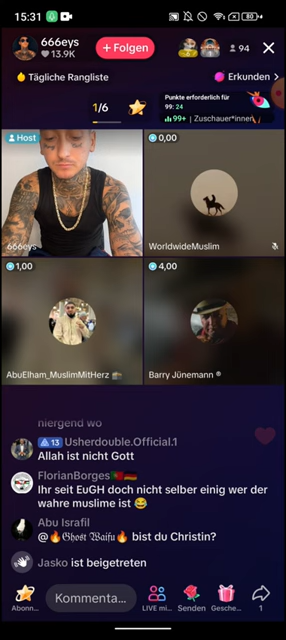 15:31
80
666eys
13.9K
+ Folgen
94
Tägliche Rangliste
Erkunden >
1/6
Punkte erforderlich für
99: 24
99+ | Zuschauer*innen
Host
0,00
666eys
WorldwideMuslim
1,00
4,00
AbuElham_MuslimMitHerz
Barry Jünemann ®
niergend wo
13 Usherdouble.Official.1
Allah ist nicht Gott
FlorianBorges🇵🇹🇩🇪
Ihr seit EuGH doch nicht selber einig wer der
wahre muslime ist 😂
Abu Israfil
@🔥𝕲𝖍𝖔𝖘𝖙 𝖂𝖆𝖎𝖋𝖚🔥 bist du Christin?
Jasko ist beigetreten
Kommenta...
Abonn...
LIVE mi...
Senden
Gesche...
1